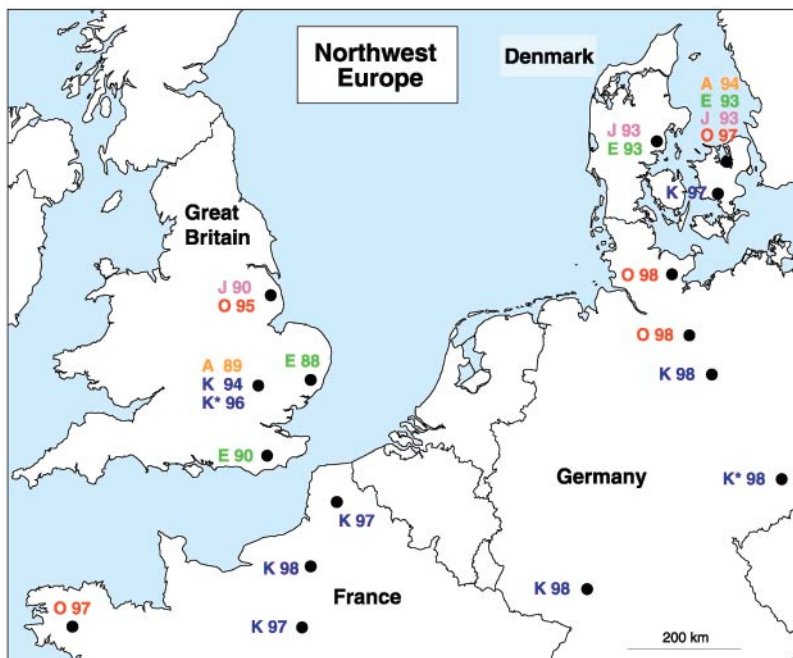 Northwest
Europe
Denmark
A 94
E 93
J 93
O 97
J 93
E 93
K 97
Great
Britain
O 98
J 90
O 95
O 98
A 89
K 94
K* 96
E 88
K 98
E 90
Germany
K* 98
K 97
K 98
France
K 98
O 97
K 97
200 km